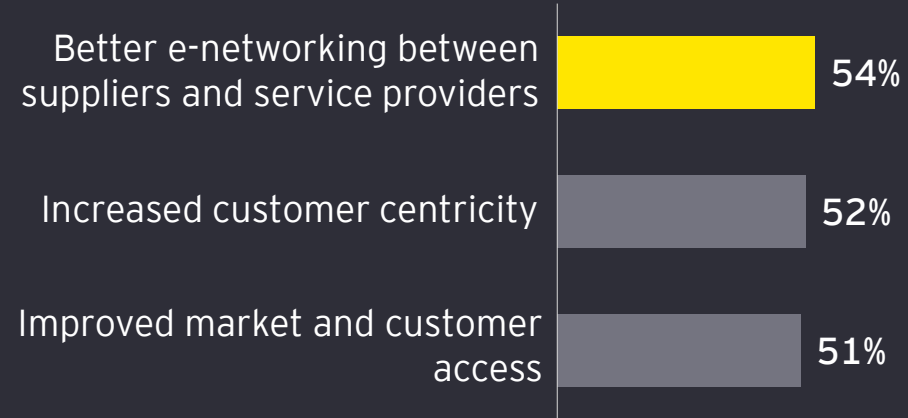 Better e-networking between
suppliers and service providers
54%
Increased customer centricity
52%
Improved market and customer
access
51%